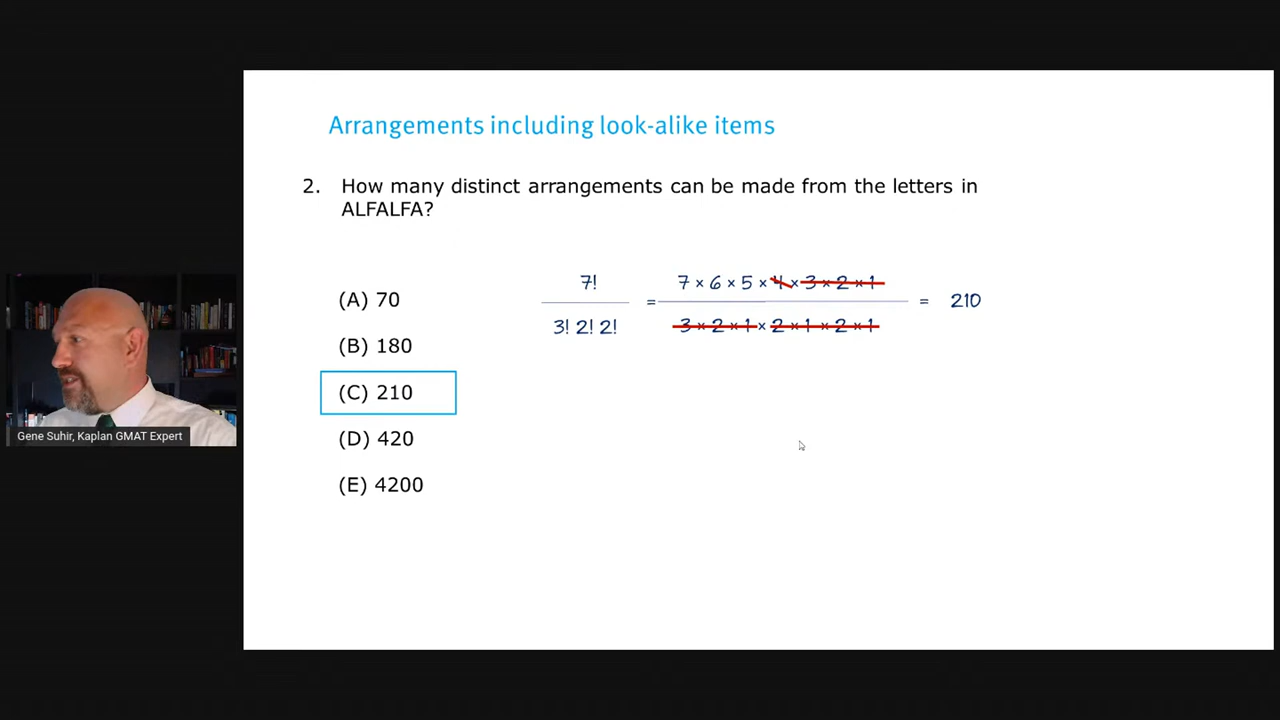 Arrangements including look-alike items
2. How many distinct arrangements can be made from the letters in
ALFALFA?
(A) 70
(B) 180
(C) 210
(D) 420
(E) 4200
7! / 3! 2! 2! = 7 × 6 × 5 × 4 × 3 × 2 × 1 / 3 × 2 × 1 × 2 × 1 × 2 × 1 = 210
Gene Suhir, Kaplan GMAT Expert